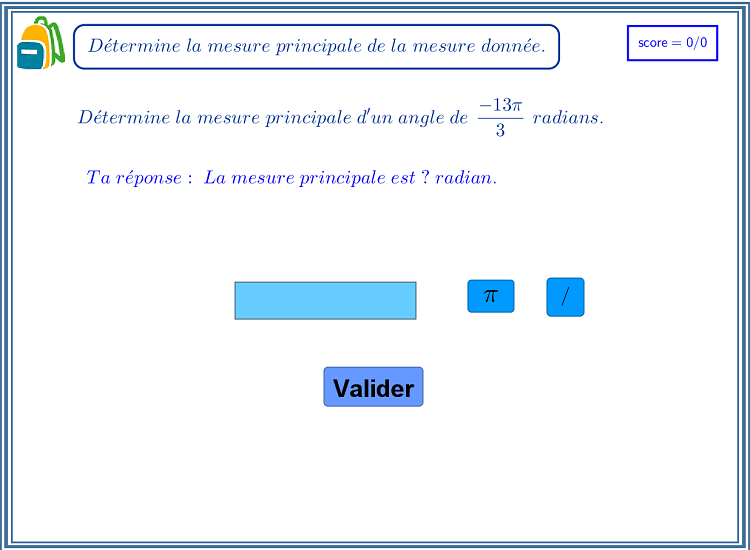 Détermine la mesure principale de la mesure donnée.
score = 0/0
Détermine la mesure principale d'un angle de $\frac{-13\pi}{3}$ radians.
Ta réponse : La mesure principale est ? radian.
π /
Valider